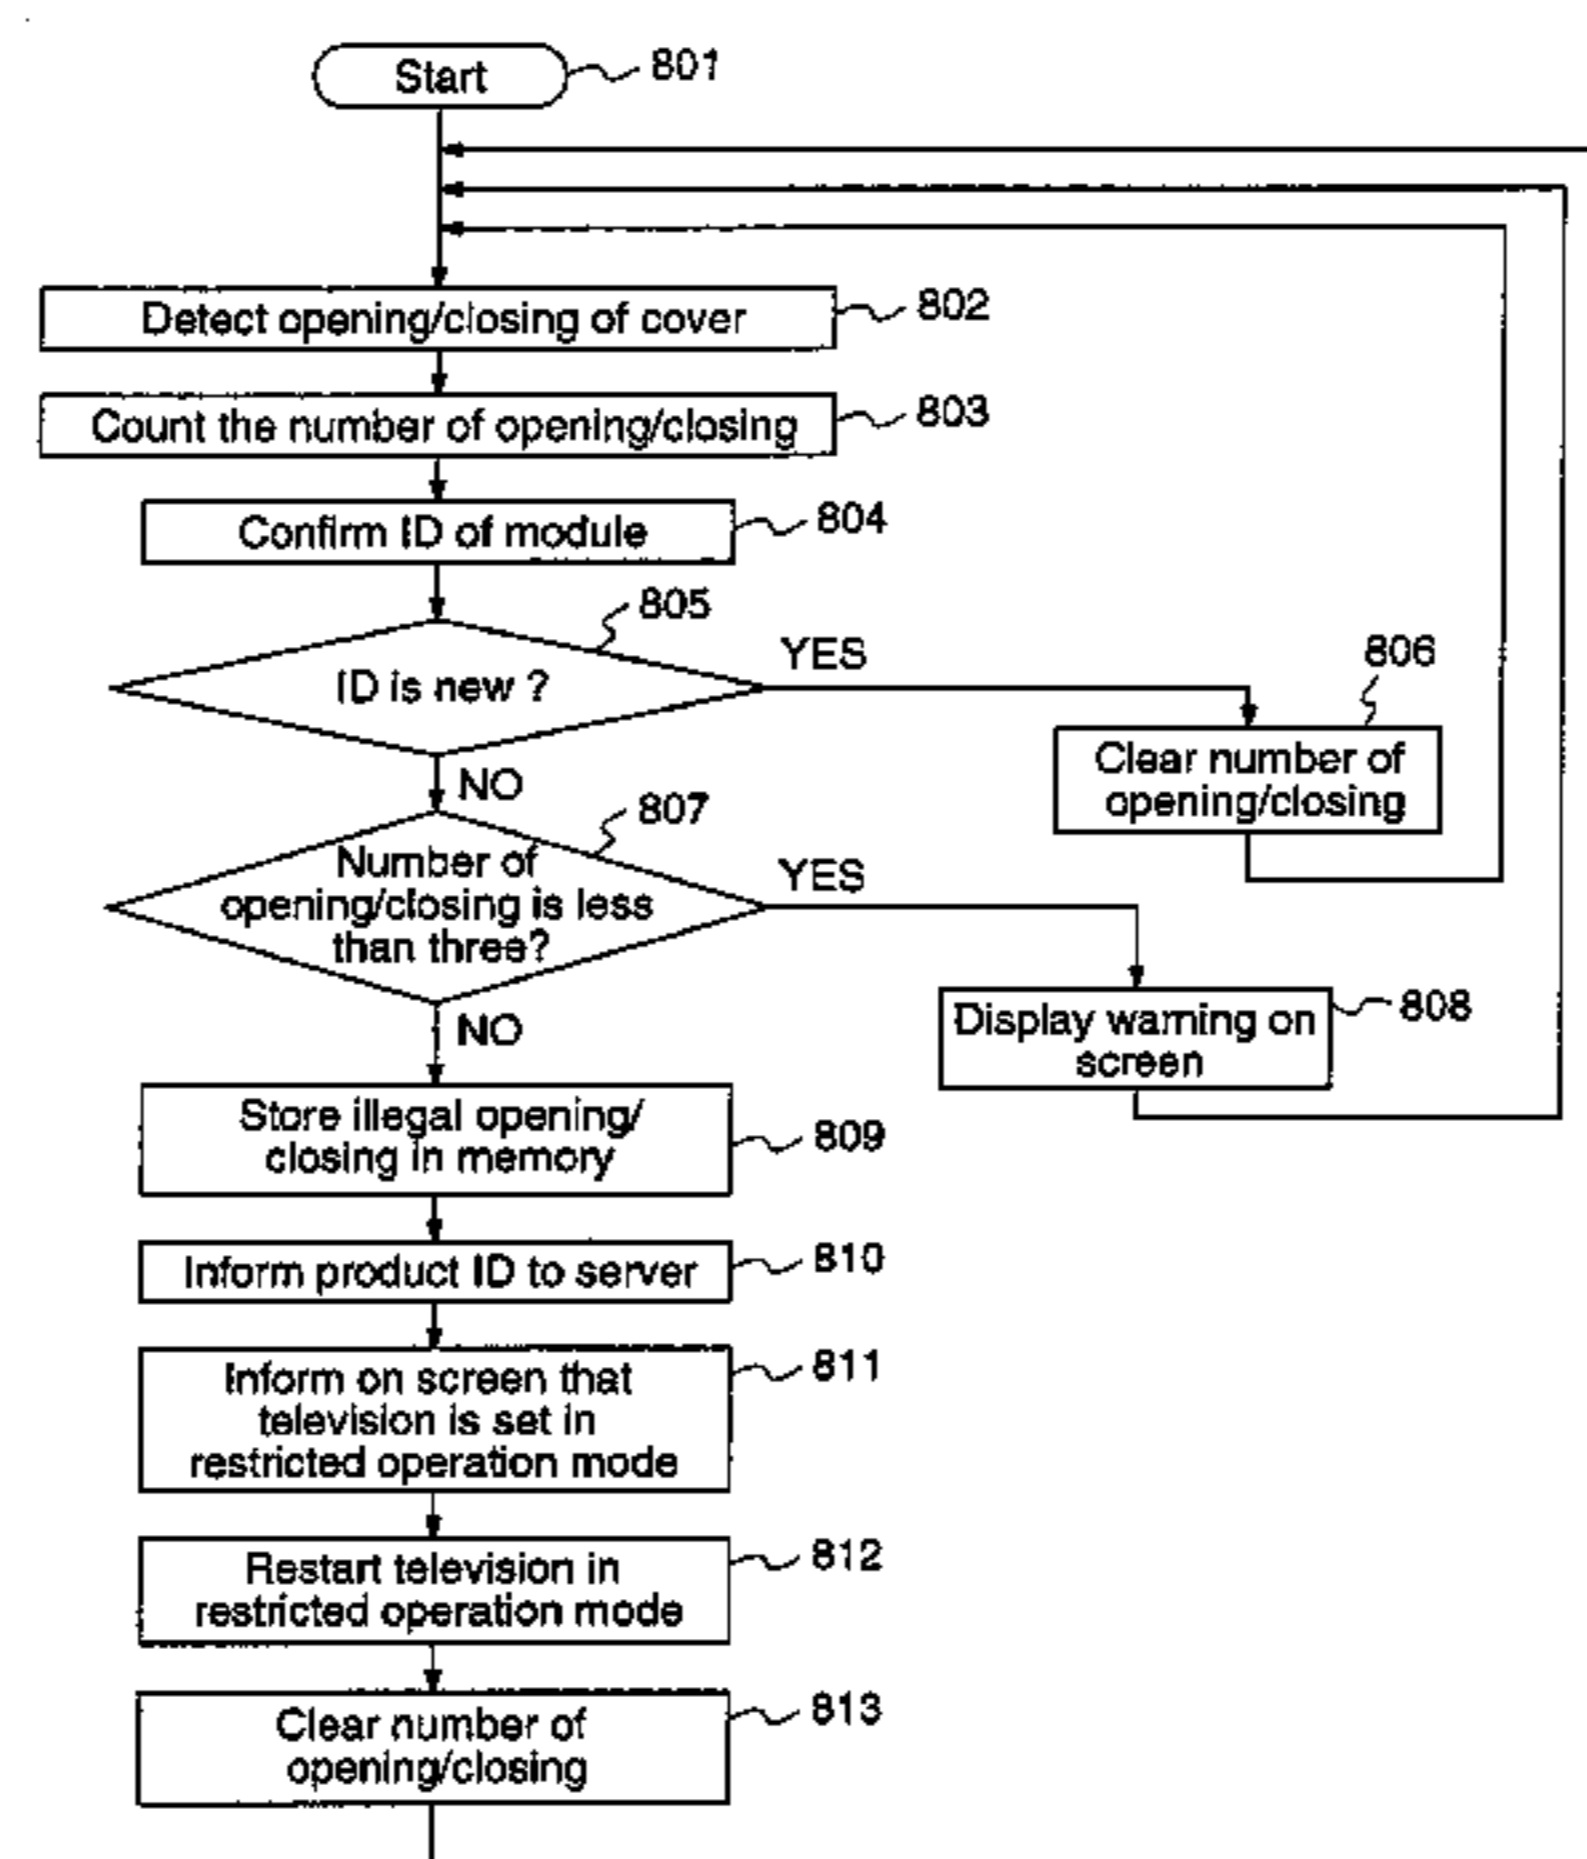 Start
801
Detect opening/closing of cover
802
Count the number of opening/closing
803
Confirm ID of module
804
805
ID is new ?
YES
806
Clear number of
opening/closing
NO
807
Number of
opening/closing is less
than three?
YES
Display warning on
screen
808
NO
Store illegal opening/
closing in memory
809
Inform product ID to server
810
Inform on screen that
television is set in
restricted operation mode
811
Restart television in
restricted operation mode
812
Clear number of
opening/closing
813